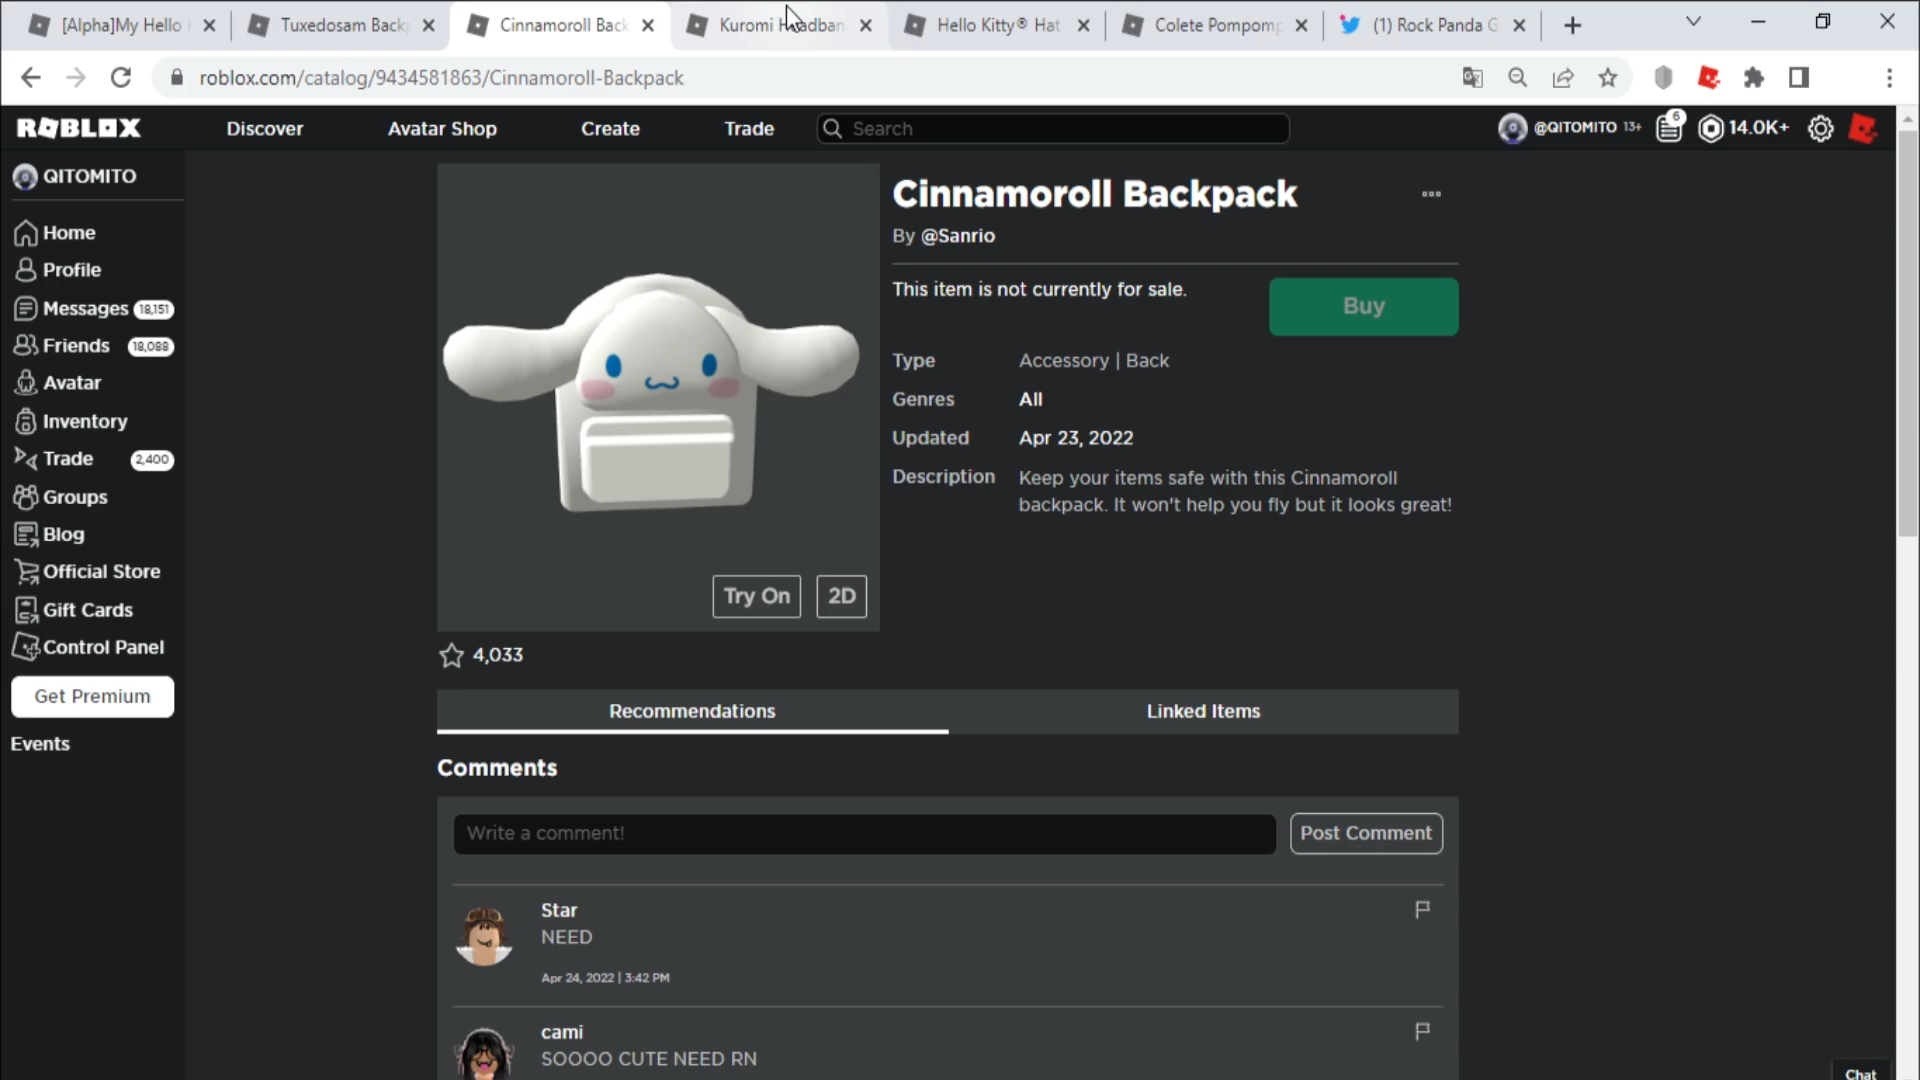 [Alpha]My Hello
Tuxedosam Back
Cinnamoroll Back
Kuromi H adban
Hello Kitty® Hat
Colete Pompomp
(1) Rock Panda G
roblox.com/catalog/9434581863/Cinnamoroll-Backpack
ROBLOX
Discover
Avatar Shop
Create
Trade
Search
@QITOMITO 13+
6
14.0K+
QITOMITO
Home
Profile
Messages 18,151
Friends 18,088
Avatar
Inventory
Trade 2,400
Groups
Blog
Official Store
Gift Cards
Control Panel
Get Premium
Events
Cinnamoroll Backpack
By @Sanrio
This item is not currently for sale.
Buy
Type Accessory | Back
Genres All
Updated Apr 23, 2022
Description Keep your items safe with this Cinnamoroll
backpack. It won't help you fly but it looks great!
Try On
2D
4,033
Recommendations
Linked Items
Comments
Write a comment!
Post Comment
Star
NEED
Apr 24, 2022 | 3:42 PM
cami
SOOOO CUTE NEED RN
Chat